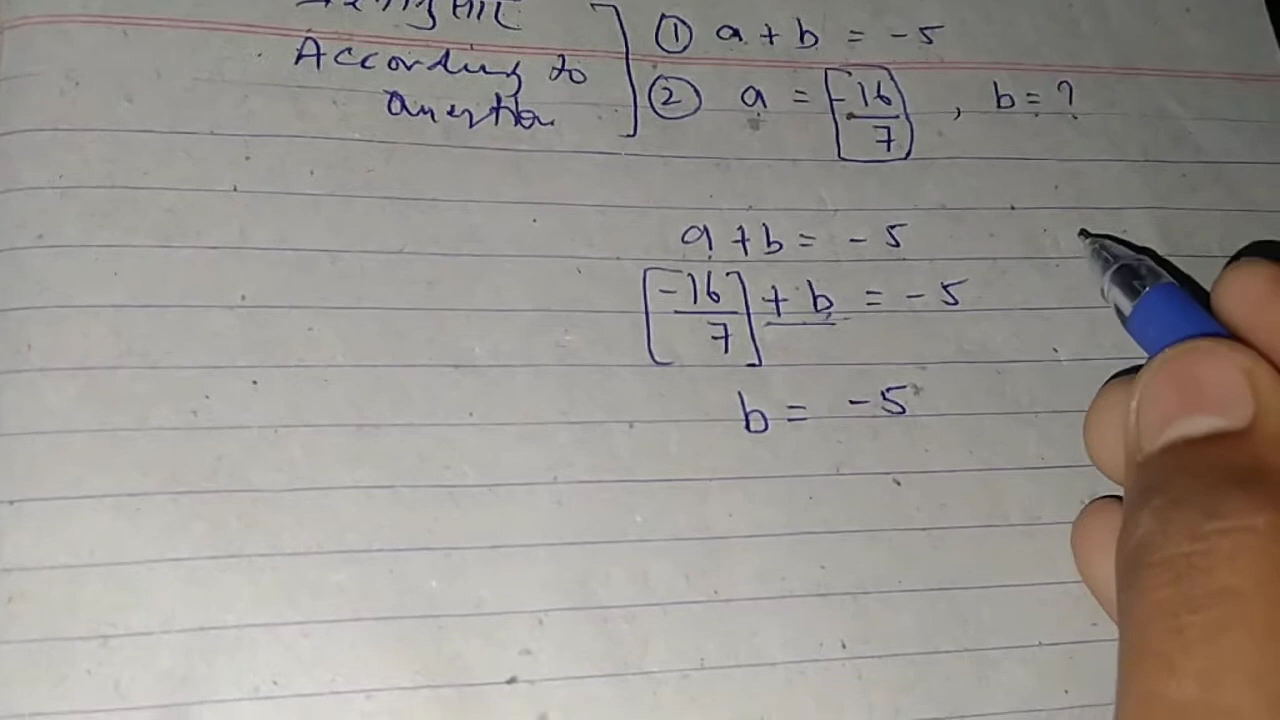 According to
Question
① a + b = -5
② a = [-16/7] , b = ?
a + b = -5
[-16/7] + b = -5
b = -5